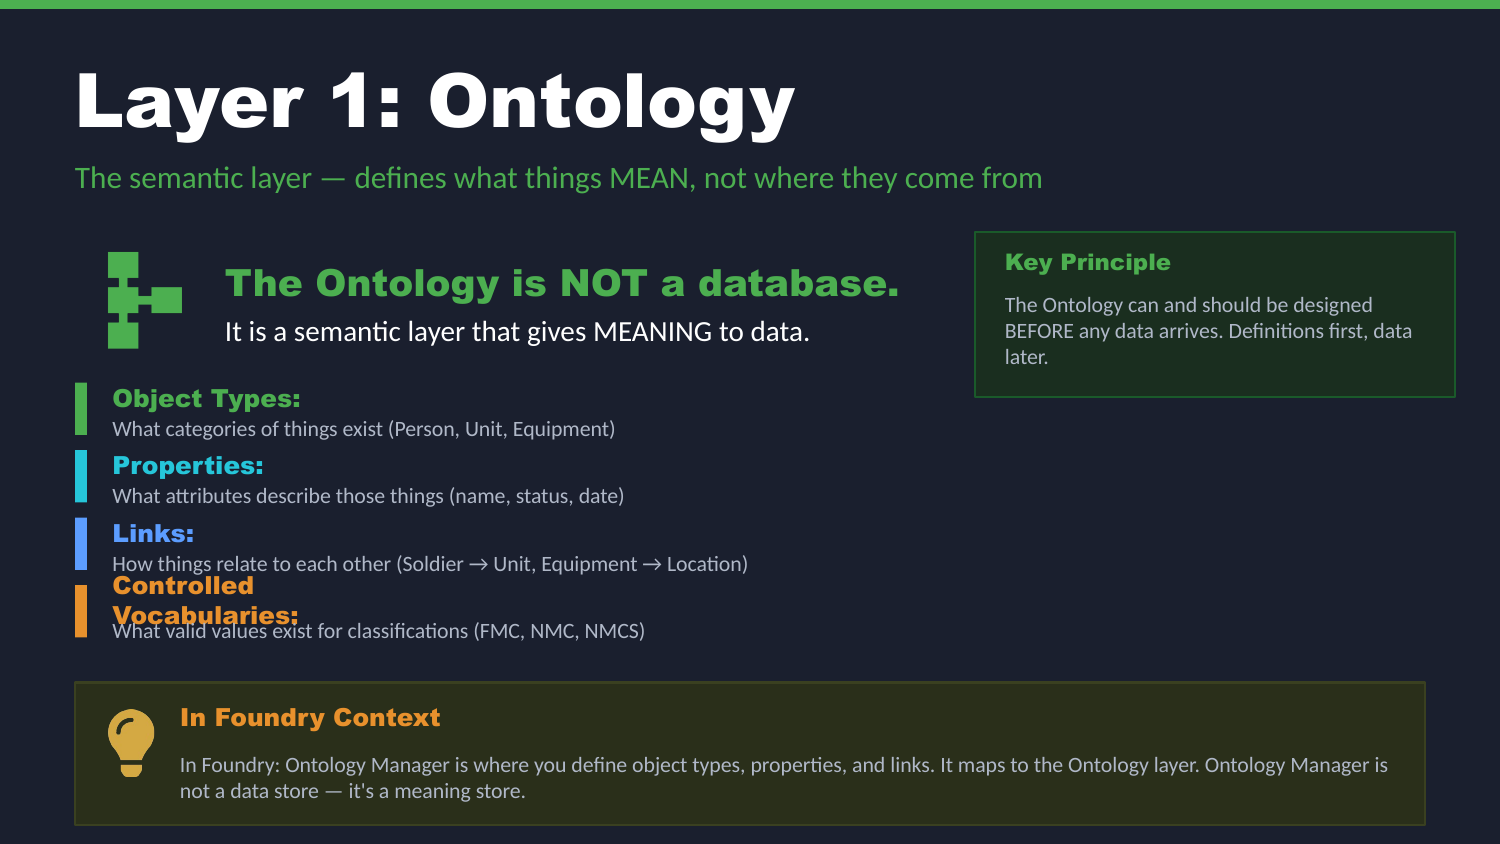 Layer 1: Ontology
The semantic layer — defines what things MEAN, not where they come from
The Ontology is NOT a database.
It is a semantic layer that gives MEANING to data.
Key Principle
The Ontology can and should be designed
BEFORE any data arrives. Definitions first, data
later.
Object Types:
What categories of things exist (Person, Unit, Equipment)
Properties:
What attributes describe those things (name, status, date)
Links:
How things relate to each other (Soldier → Unit, Equipment → Location)
Controlled
Vocabularies:
What valid values exist for classifications (FMC, NMC, NMCS)
In Foundry Context
In Foundry: Ontology Manager is where you define object types, properties, and links. It maps to the Ontology layer. Ontology Manager is
not a data store — it's a meaning store.